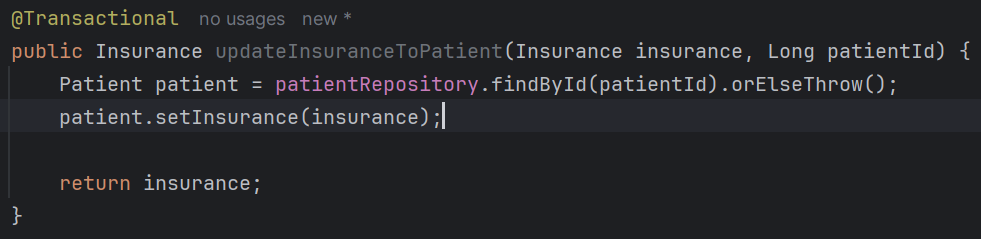 @Transactional no usages new *
public Insurance updateInsuranceToPatient(Insurance insurance, Long patientId) {
    Patient patient = patientRepository.findById(patientId).orElseThrow();
    patient.setInsurance(insurance);
    return insurance;
}